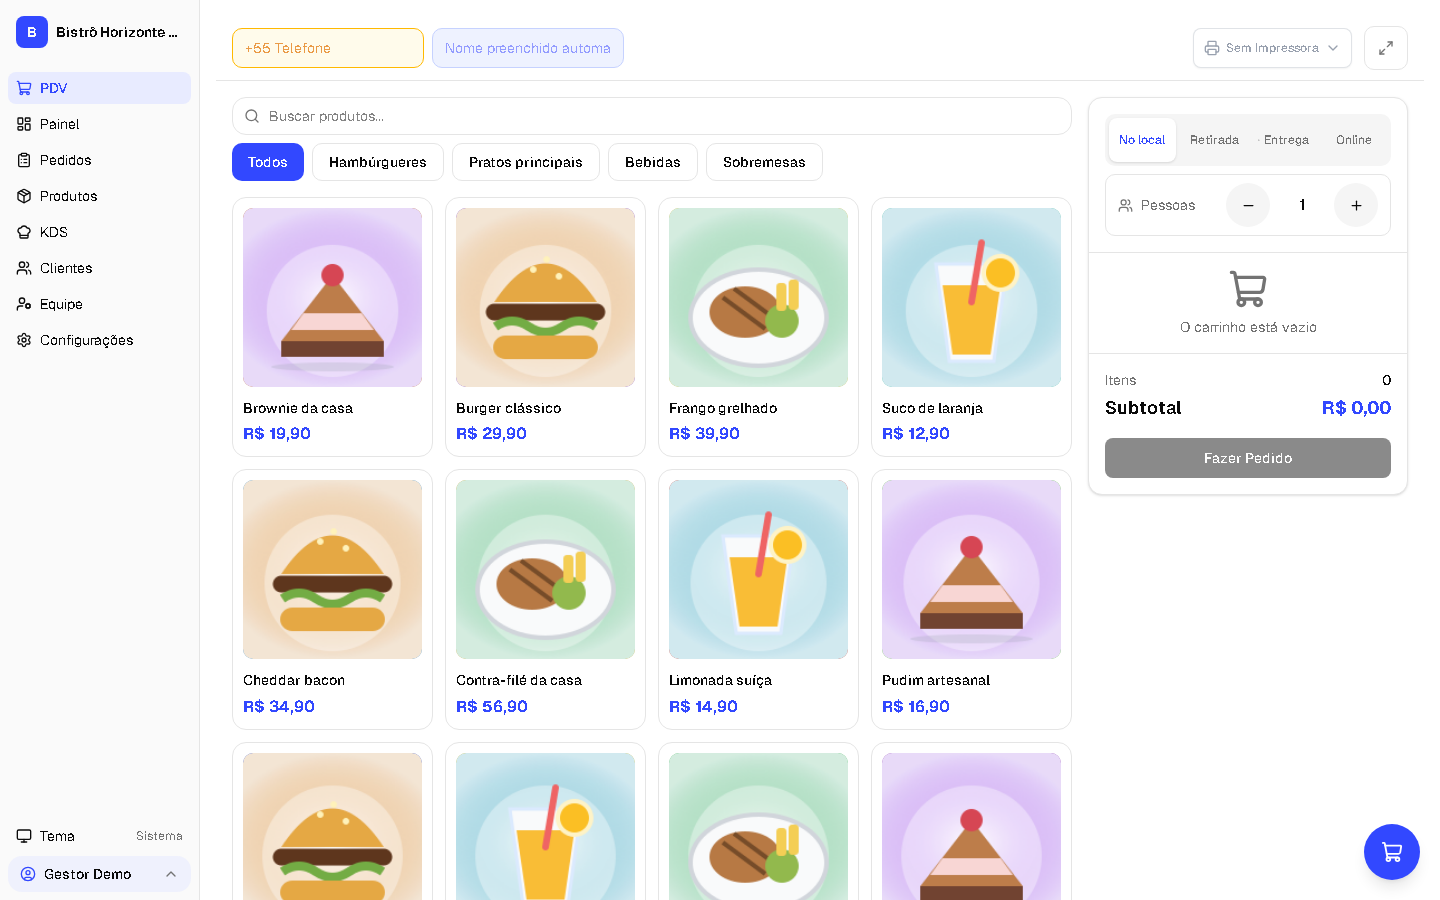 B
Bistrô Horizonte ...
PDV
Painel
Pedidos
Produtos
KDS
Clientes
Equipe
Configurações
Tema
Sistema
Gestor Demo
+55 Telefone
Nome preenchido automa
Sem Impressora
Buscar produtos...
Todos
Hambúrgueres
Pratos principais
Bebidas
Sobremesas
Brownie da casa
R$ 19,90
Burger clássico
R$ 29,90
Frango grelhado
R$ 39,90
Suco de laranja
R$ 12,90
Cheddar bacon
R$ 34,90
Contra-filé da casa
R$ 56,90
Limonada suíça
R$ 14,90
Pudim artesanal
R$ 16,90
No local
Retirada
Entrega
Online
Pessoas
1
O carrinho está vazio
Itens
0
Subtotal
R$ 0,00
Fazer Pedido